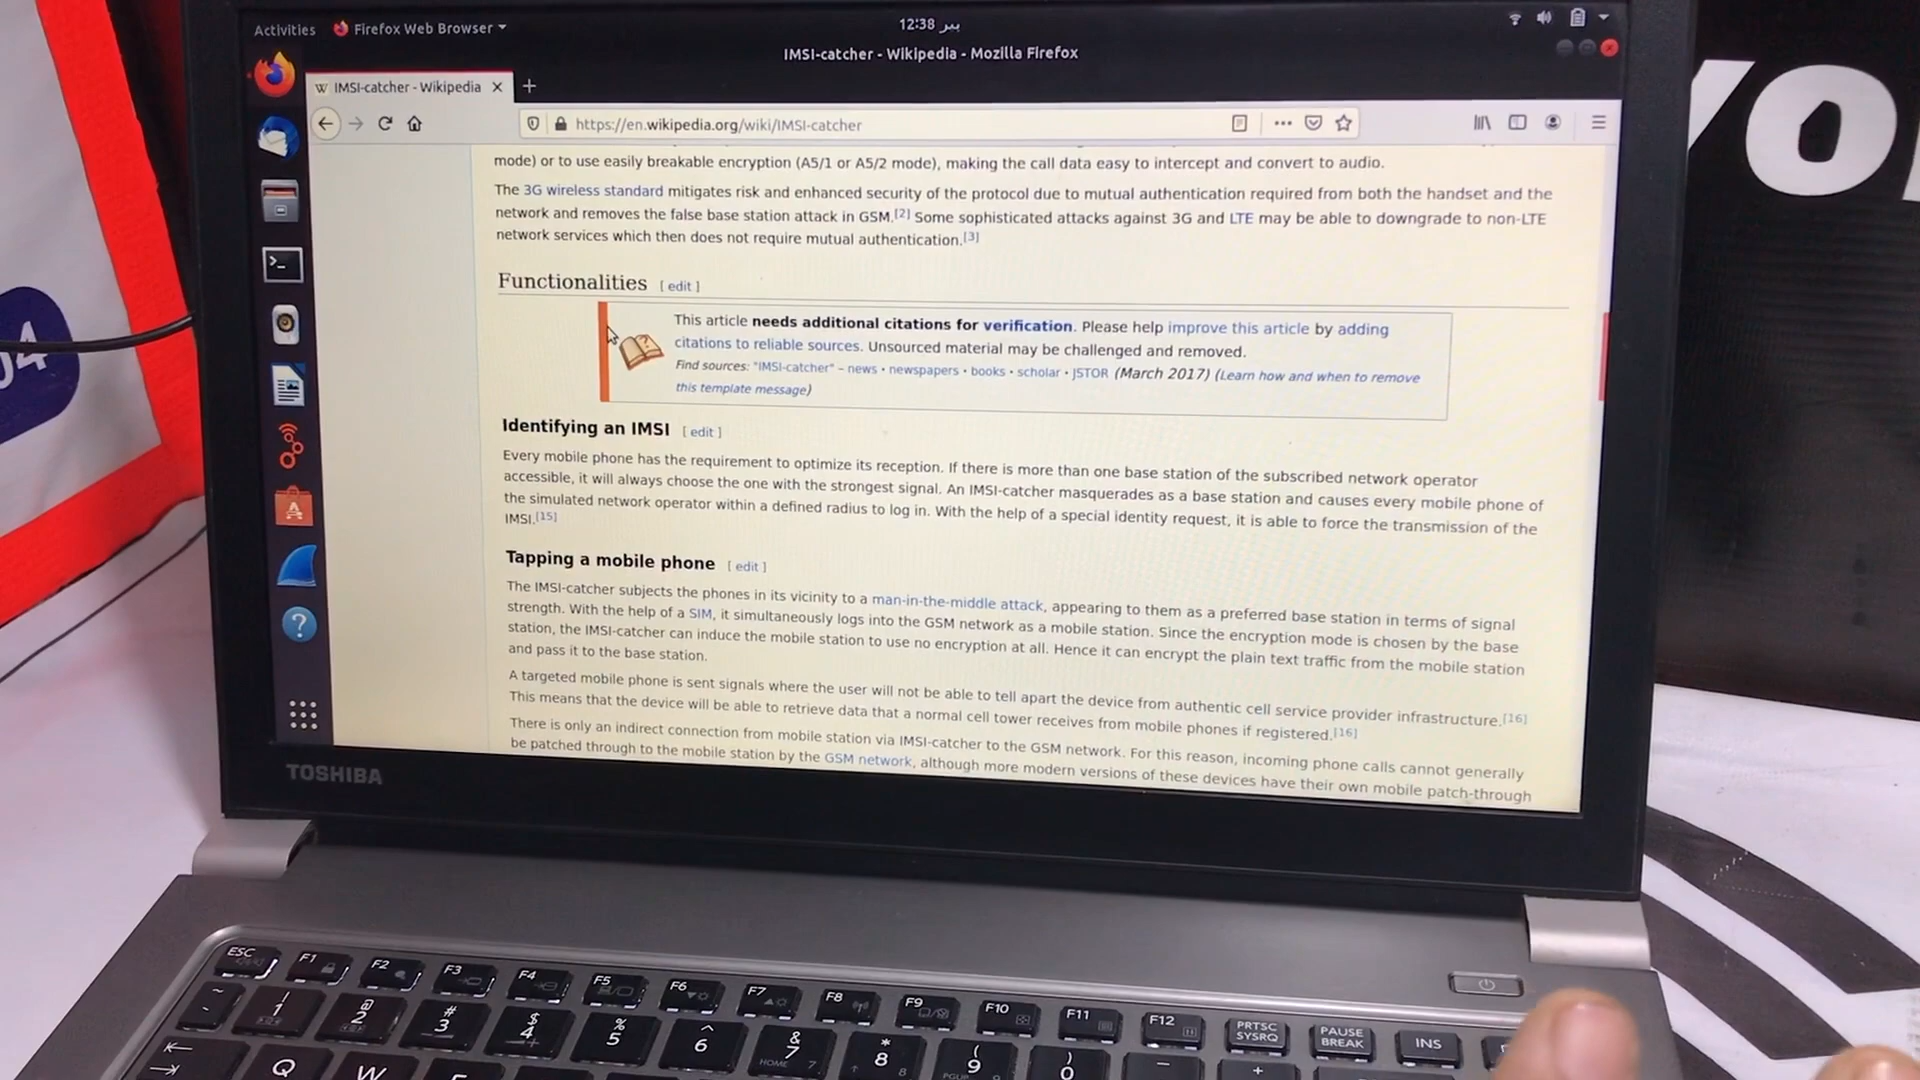 Activities Firefox Web Browser
پیر 12:38
IMSI-catcher - Wikipedia - Mozilla Firefox
W IMSI-catcher - Wikipedia
https://en.wikipedia.org/wiki/IMSI-catcher
mode) or to use easily breakable encryption (A5/1 or A5/2 mode), making the call data easy to intercept and convert to audio.
The 3G wireless standard mitigates risk and enhanced security of the protocol due to mutual authentication required from both the handset and the
network and removes the false base station attack in GSM.[2] Some sophisticated attacks against 3G and LTE may be able to downgrade to non-LTE
network services which then does not require mutual authentication.[3]
Functionalities [ edit ]
This article needs additional citations for verification. Please help improve this article by adding
citations to reliable sources. Unsourced material may be challenged and removed.
Find sources: "IMSI-catcher" – news · newspapers · books · scholar · JSTOR (March 2017) (Learn how and when to remove
this template message)
Identifying an IMSI [ edit ]
Every mobile phone has the requirement to optimize its reception. If there is more than one base station of the subscribed network operator
accessible, it will always choose the one with the strongest signal. An IMSI-catcher masquerades as a base station and causes every mobile phone of
the simulated network operator within a defined radius to log in. With the help of a special identity request, it is able to force the transmission of the
IMSI.[15]
Tapping a mobile phone [ edit ]
The IMSI-catcher subjects the phones in its vicinity to a man-in-the-middle attack, appearing to them as a preferred base station in terms of signal
strength. With the help of a SIM, it simultaneously logs into the GSM network as a mobile station. Since the encryption mode is chosen by the base
station, the IMSI-catcher can induce the mobile station to use no encryption at all. Hence it can encrypt the plain text traffic from the mobile station
and pass it to the base station.
A targeted mobile phone is sent signals where the user will not be able to tell apart the device from authentic cell service provider infrastructure.[16]
This means that the device will be able to retrieve data that a normal cell tower receives from mobile phones if registered.[16]
There is only an indirect connection from mobile station via IMSI-catcher to the GSM network. For this reason, incoming phone calls cannot generally
be patched through to the mobile station by the GSM network, although more modern versions of these devices have their own mobile patch-through
TOSHIBA
04
YO
ESC F1 F2 F3 F4 F5 F6 F7 F8 F9 F10 F11 F12 PRTSC SYSRQ PAUSE BREAK INS
~ ! 1 @ 2 # 3 $ 4 % 5 ^ 6 & 7 HOME 7 * 8 8 ( 9 ) 0 — +
Q W